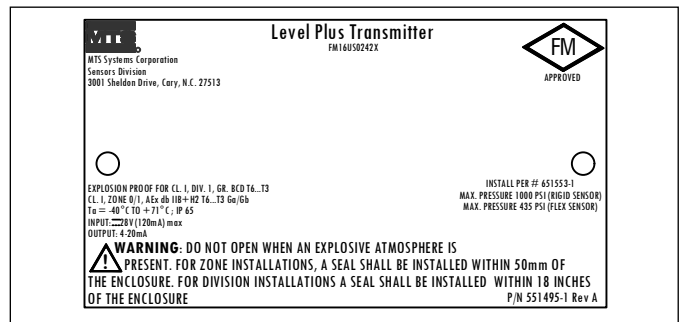 MTS
Level Plus Transmitter
FM16US0242X
MTS Systems Corporation
Sensors Division
3001 Sheldon Drive, Cary, N.C. 27513
FM
APPROVED
EXPLOSION PROOF FOR CL. I, DIV. 1, GR. BCD T6...T3
CL. I, ZONE 0/1, AEx db IIB+H2 T6...T3 Ga/Gb
Ta = -40°C TO +71°C ; IP 65
INPUT: 28V (120mA) max
OUTPUT: 4-20mA
INSTALL PER # 651553-1
MAX. PRESSURE 1000 PSI (RIGID SENSOR)
MAX. PRESSURE 435 PSI (FLEX SENSOR)
WARNING: DO NOT OPEN WHEN AN EXPLOSIVE ATMOSPHERE IS
PRESENT. FOR ZONE INSTALLATIONS, A SEAL SHALL BE INSTALLED WITHIN 50mm OF
THE ENCLOSURE. FOR DIVISION INSTALLATIONS A SEAL SHALL BE INSTALLED WITHIN 18 INCHES
OF THE ENCLOSURE
P/N 551495-1 Rev A